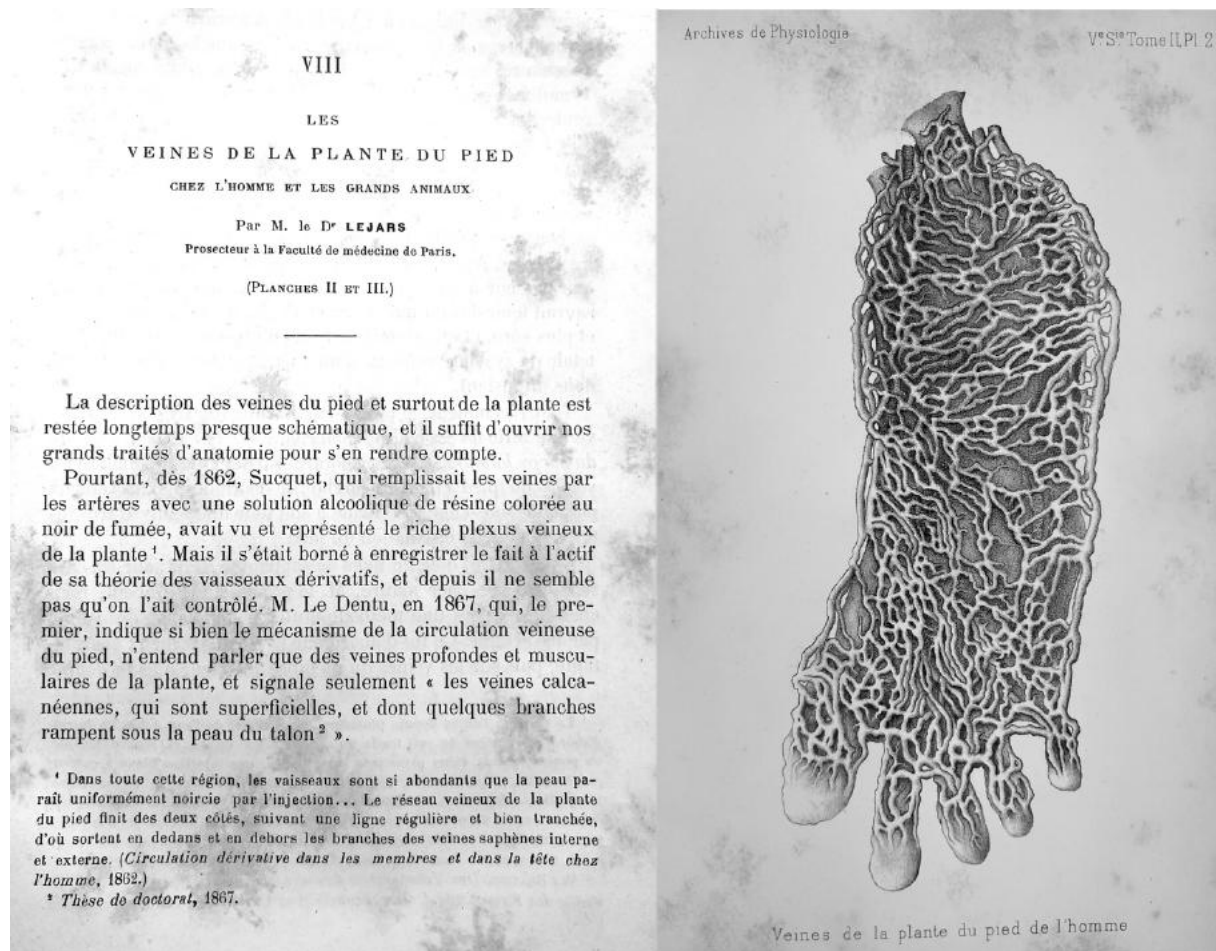 VIII
LES
VEINES DE LA PLANTE DU PIED
CHEZ L'HOMME ET LES GRANDS ANIMAUX
Par M. le Dr LEJARS
Prosecteur à la Faculté de médecine de Paris.
(PLANCHES II ET III.)
La description des veines du pied et surtout de la plante est
restée longtemps presque schématique, et il suffit d'ouvrir nos
grands traités d'anatomie pour s'en rendre compte.
Pourtant, dès 1862, Sucquet, qui remplissait les veines par
les artères avec une solution alcoolique de résine colorée au
noir de fumée, avait vu et représenté le riche plexus veineux
de la plante ¹. Mais il s'était borné à enregistrer le fait à l'actif
de sa théorie des vaisseaux dérivatifs, et depuis il ne semble
pas qu'on l'ait contrôlé. M. Le Dentu, en 1867, qui, le pre-
mier, indique si bien le mécanisme de la circulation veineuse
du pied, n'entend parler que des veines profondes et muscu-
laires de la plante, et signale seulement « les veines calca-
néennes, qui sont superficielles, et dont quelques branches
rampent sous la peau du talon ² ».
¹ Dans toute cette région, les vaisseaux sont si abondants que la peau pa-
raît uniformément noircie par l'injection... Le réseau veineux de la plante
du pied finit des deux côtés, suivant une ligne régulière et bien tranchée,
d'où sortent en dedans et en dehors les branches des veines saphènes interne
et externe. (Circulation dérivative dans les membres et dans la tête chez
l'homme, 1862.)
² Thèse de doctorat, 1867.
Archives de Physiologie
Ve Sie Tome II, Pl. 2
Veines de la plante du pied de l'homme